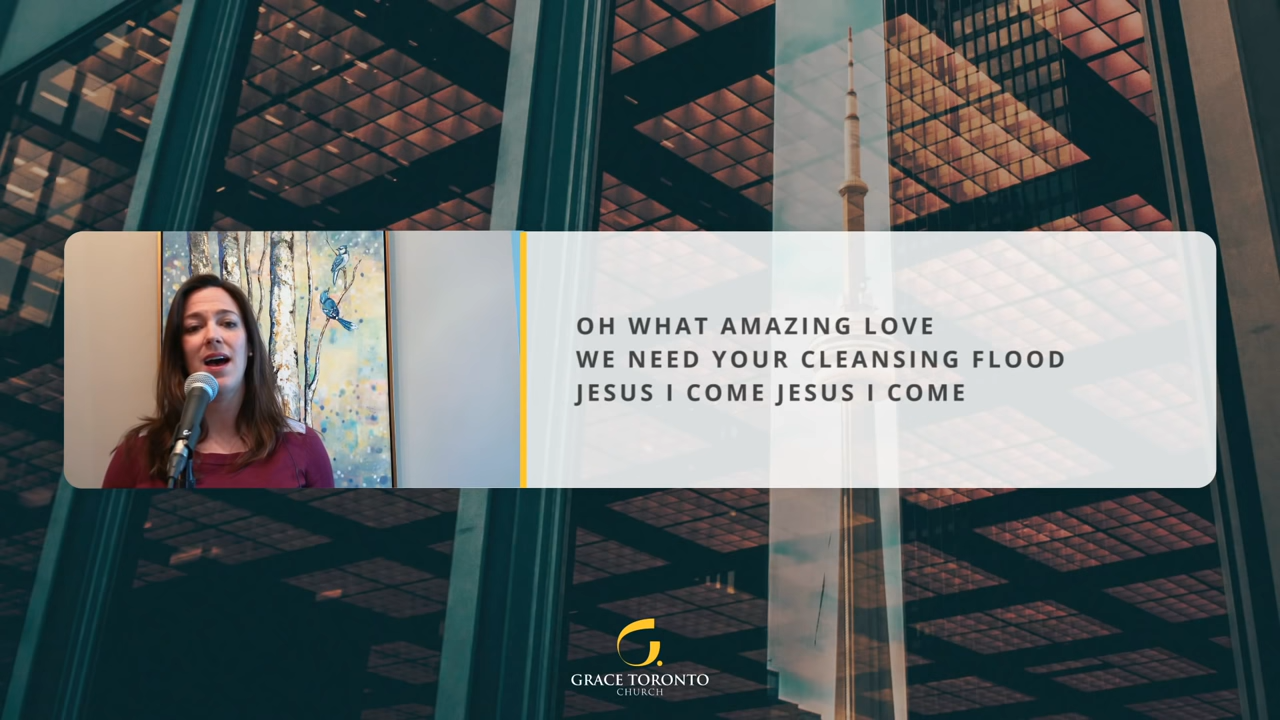 OH WHAT AMAZING LOVE
WE NEED YOUR CLEANSING FLOOD
JESUS I COME JESUS I COME
GRACE TORONTO
CHURCH